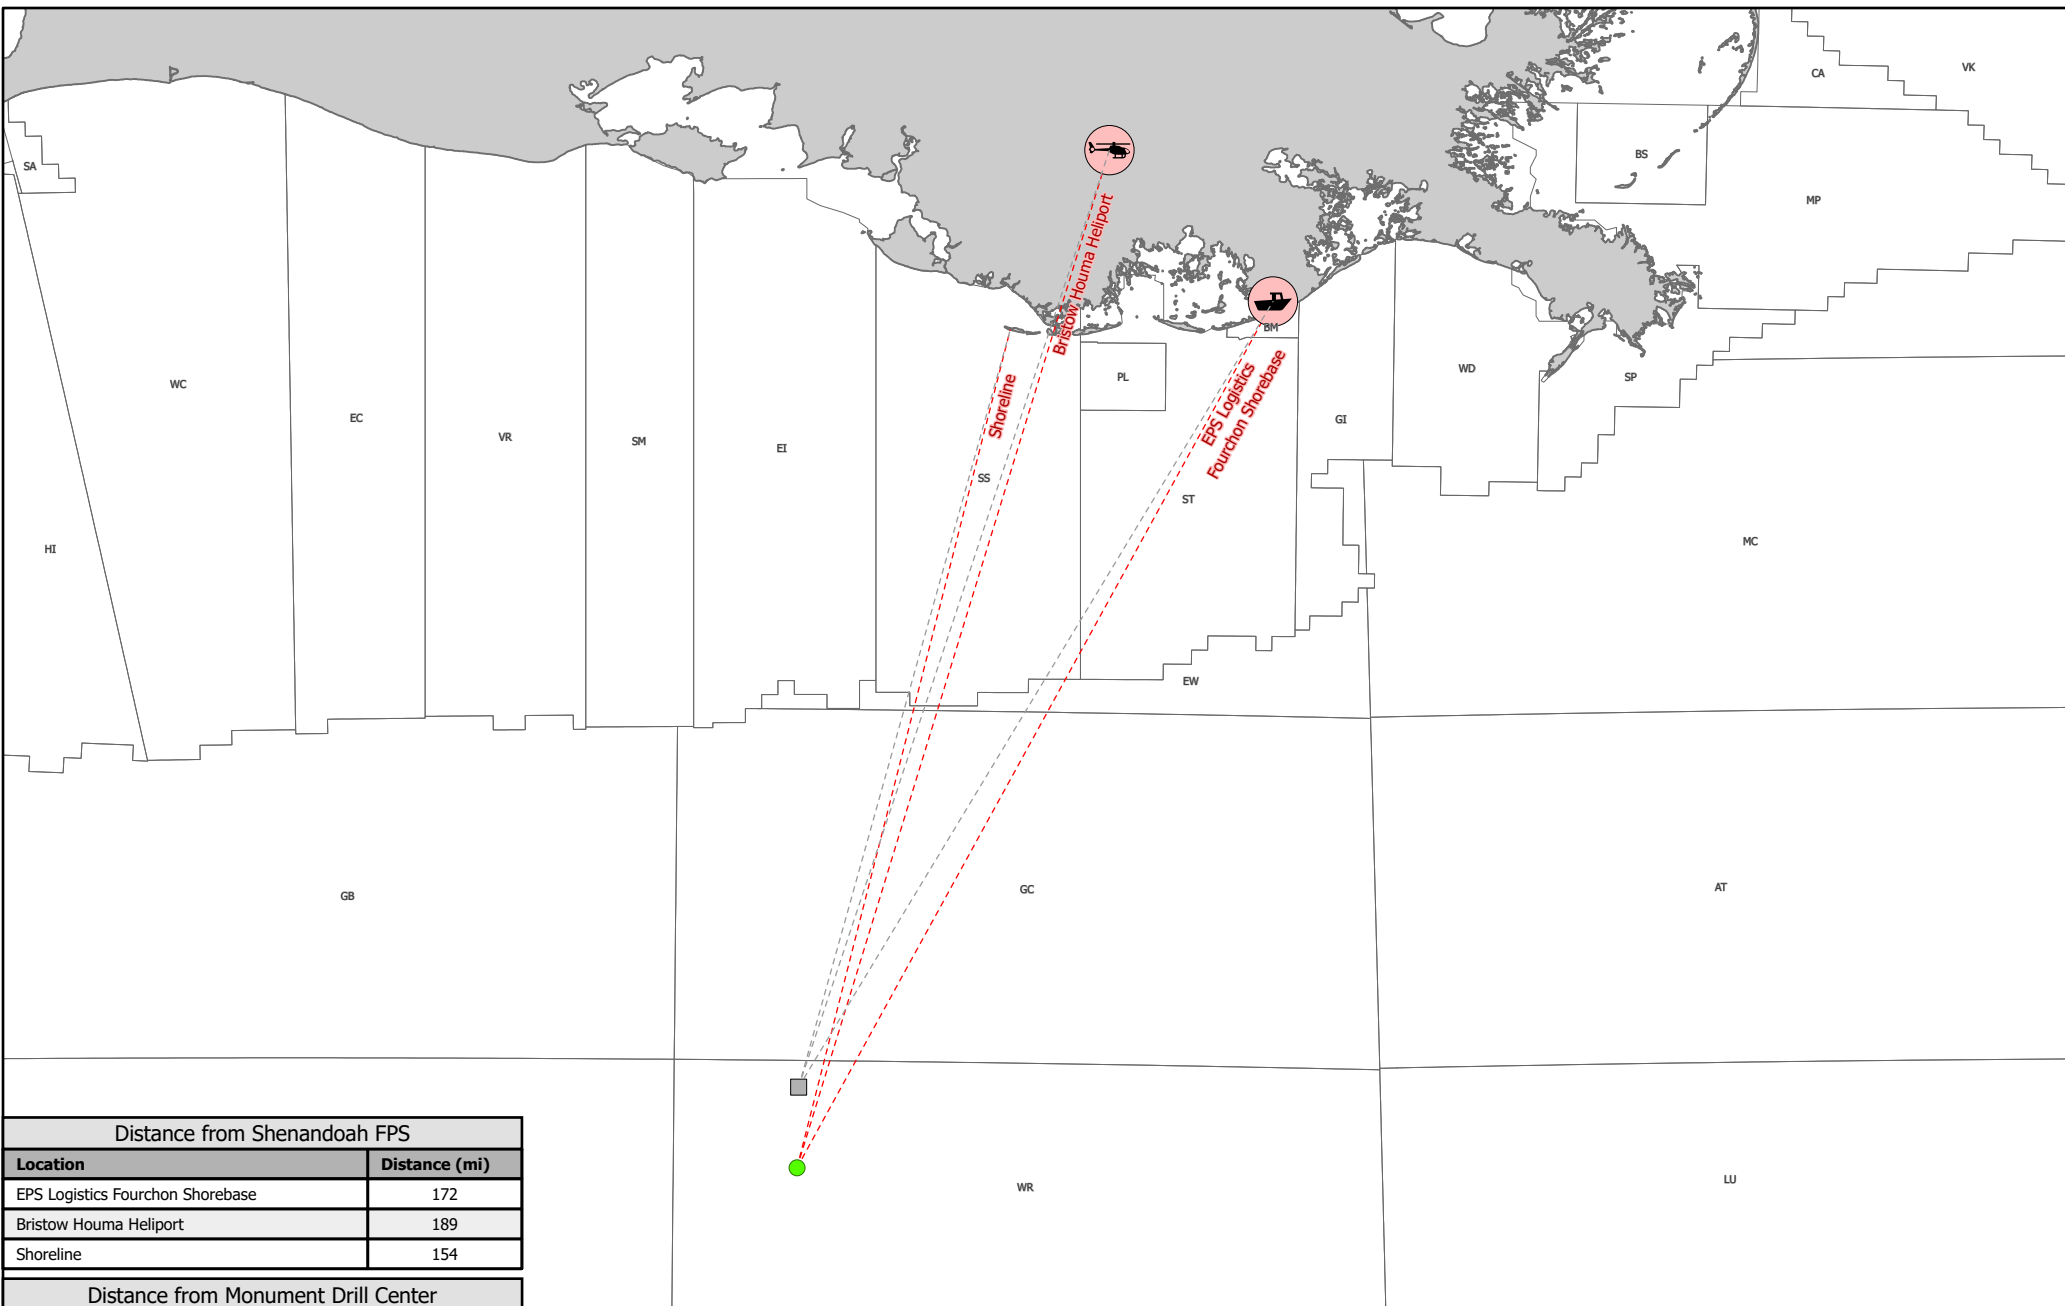 CA
VK
SA
BS
MP
Bristow Houma Heliport
BM
WC
PL
WD
SP
Shoreline
EPS Logistics
Fourchon Shorebase
EC
GI
VR
SM
EI
SS
ST
HI
MC
EW
GB
GC
AT
WR
LU
Distance from Shenandoah FPS
Location Distance (mi)
EPS Logistics Fourchon Shorebase 172
Bristow Houma Heliport 189
Shoreline 154
Distance from Monument Drill Center